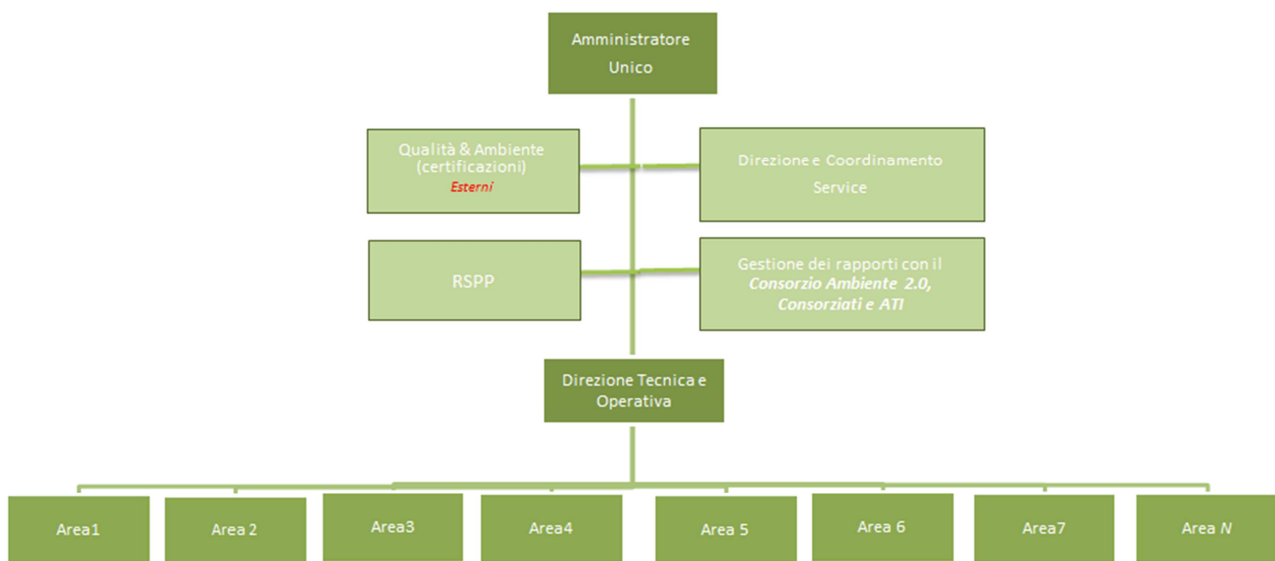 Amministratore
Unico
Qualità & Ambiente
(certificazioni)
Esterni
Direzione e Coordinamento
Service
RSPP
Gestione dei rapporti con il
Consorzio Ambiente 2.0,
Consorziati e ATI
Direzione Tecnica e
Operativa
Area1
Area 2
Area3
Area4
Area 5
Area 6
Area7
Area N